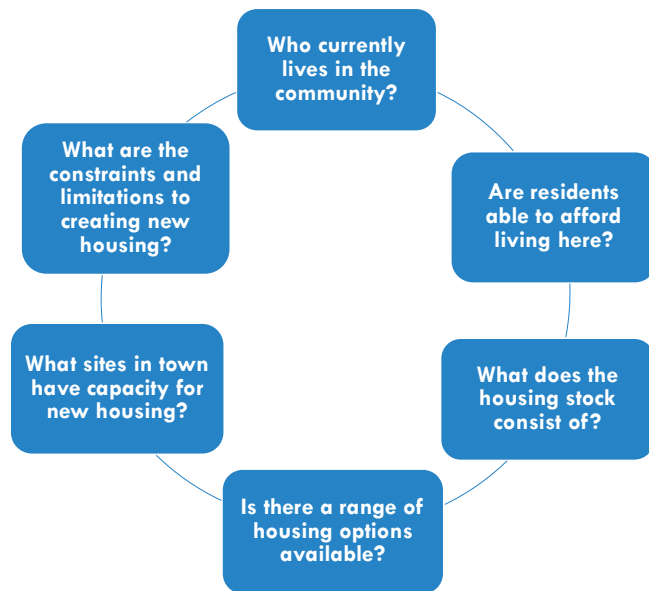 Who currently
lives in the
community?
Are residents
able to afford
living here?
What does the
housing stock
consist of?
Is there a range of
housing options
available?
What sites in town
have capacity for
new housing?
What are the
constraints and
limitations to
creating new
housing?